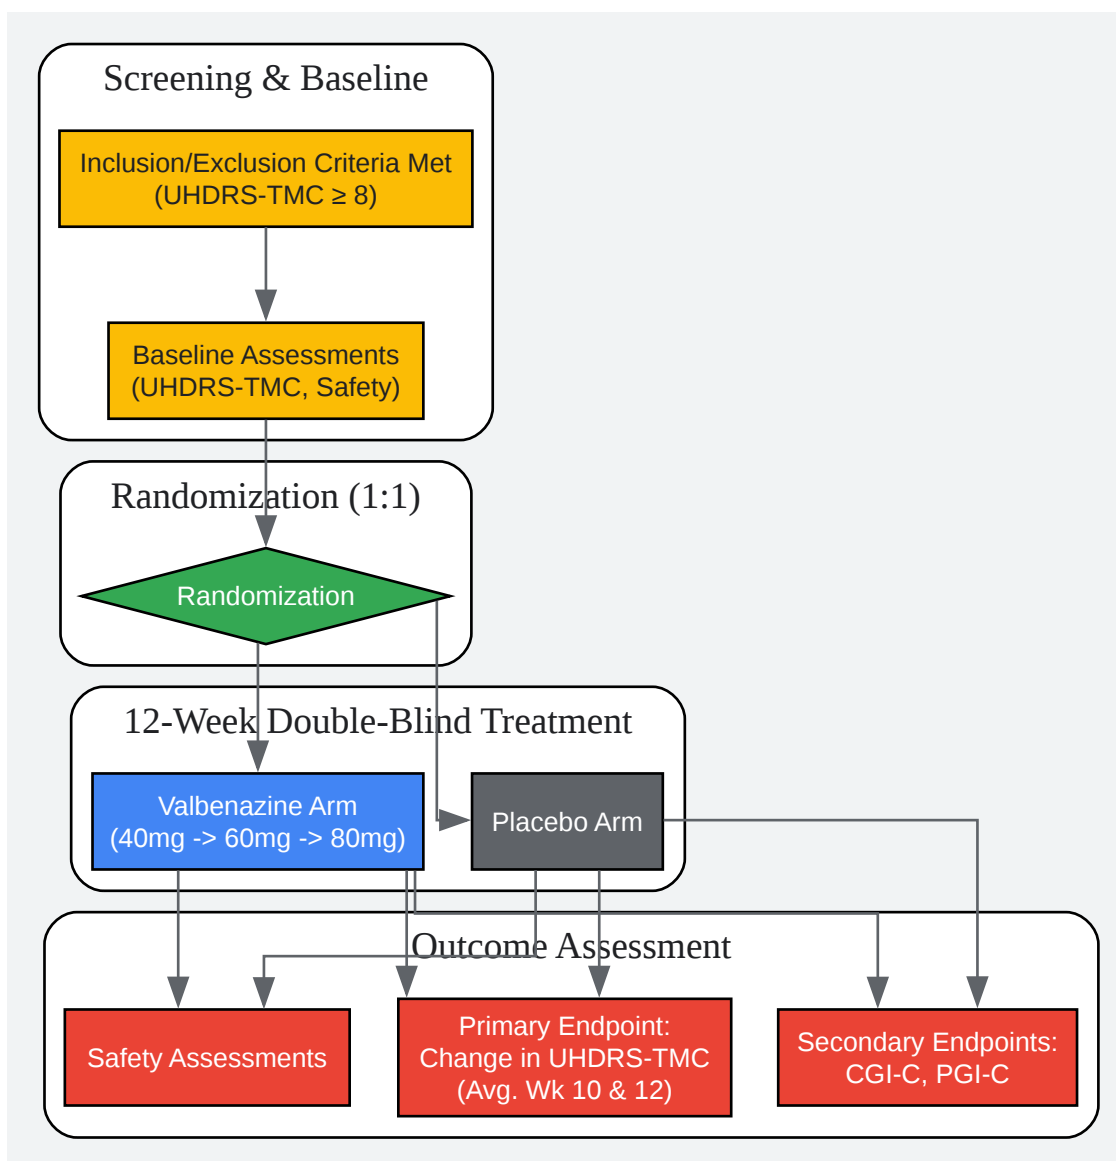 Screening & Baseline
Inclusion/Exclusion Criteria Met
(UHDRS-TMC ≥ 8)
Baseline Assessments
(UHDRS-TMC, Safety)
Randomization (1:1)
Randomization
12-Week Double-Blind Treatment
Valbenazine Arm
(40mg -> 60mg -> 80mg)
Placebo Arm
Outcome Assessment
Safety Assessments
Primary Endpoint:
Change in UHDRS-TMC
(Avg. Wk 10 & 12)
Secondary Endpoints:
CGI-C, PGI-C